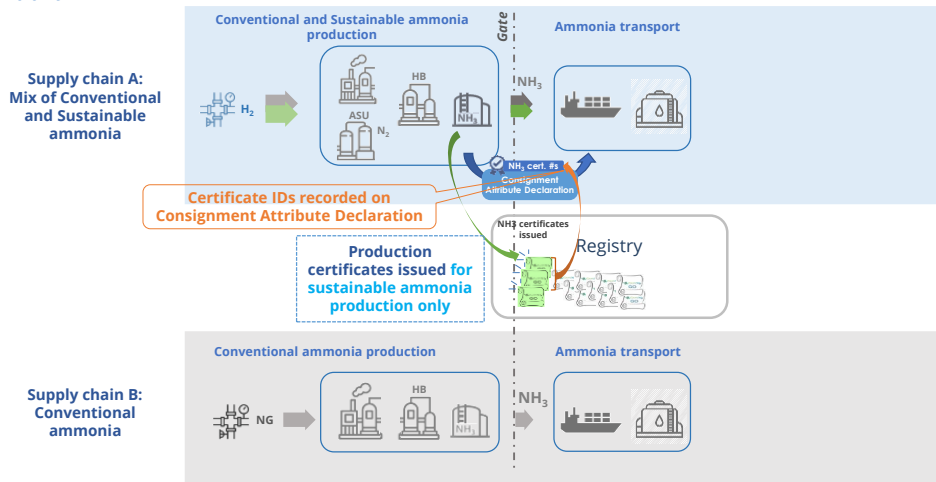 Conventional and Sustainable ammonia
production
Gate
Ammonia transport
Supply chain A:
Mix of Conventional
and Sustainable
ammonia
H2
HB
ASU
N2
NH3
NH3
NH3 cert. #s
Consignment
Attribute Declaration
Certificate IDs recorded on
Consignment Attribute Declaration
NH3 certificates
issued
Registry
Production
certificates issued for
sustainable ammonia
production only
GO
GO
Conventional ammonia production
Ammonia transport
Supply chain B:
Conventional
ammonia
NG
HB
NH3
NH3